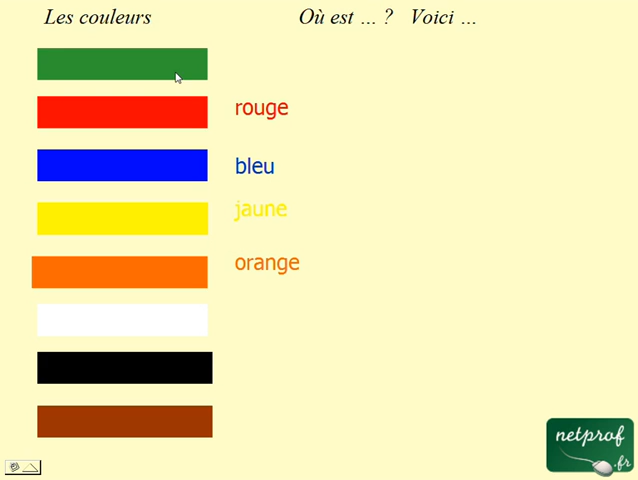 Les couleurs
Où est ... ? Voici ...
rouge
bleu
jaune
orange
netprof
.fr